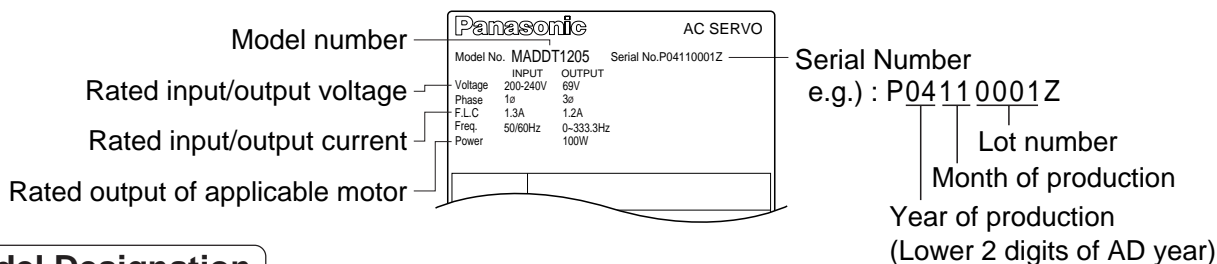 Model number
Rated input/output voltage
Rated input/output current
Rated output of applicable motor
Panasonic AC SERVO
Model No. MADDT1205 Serial No.P04110001Z
INPUT OUTPUT
Voltage 200-240V 69V
Phase 1ø 3ø
F.L.C 1.3A 1.2A
Freq. 50/60Hz 0~333.3Hz
Power 100W
Serial Number
e.g.) : P04110001Z
Lot number
Month of production
Year of production
(Lower 2 digits of AD year)
del Designation